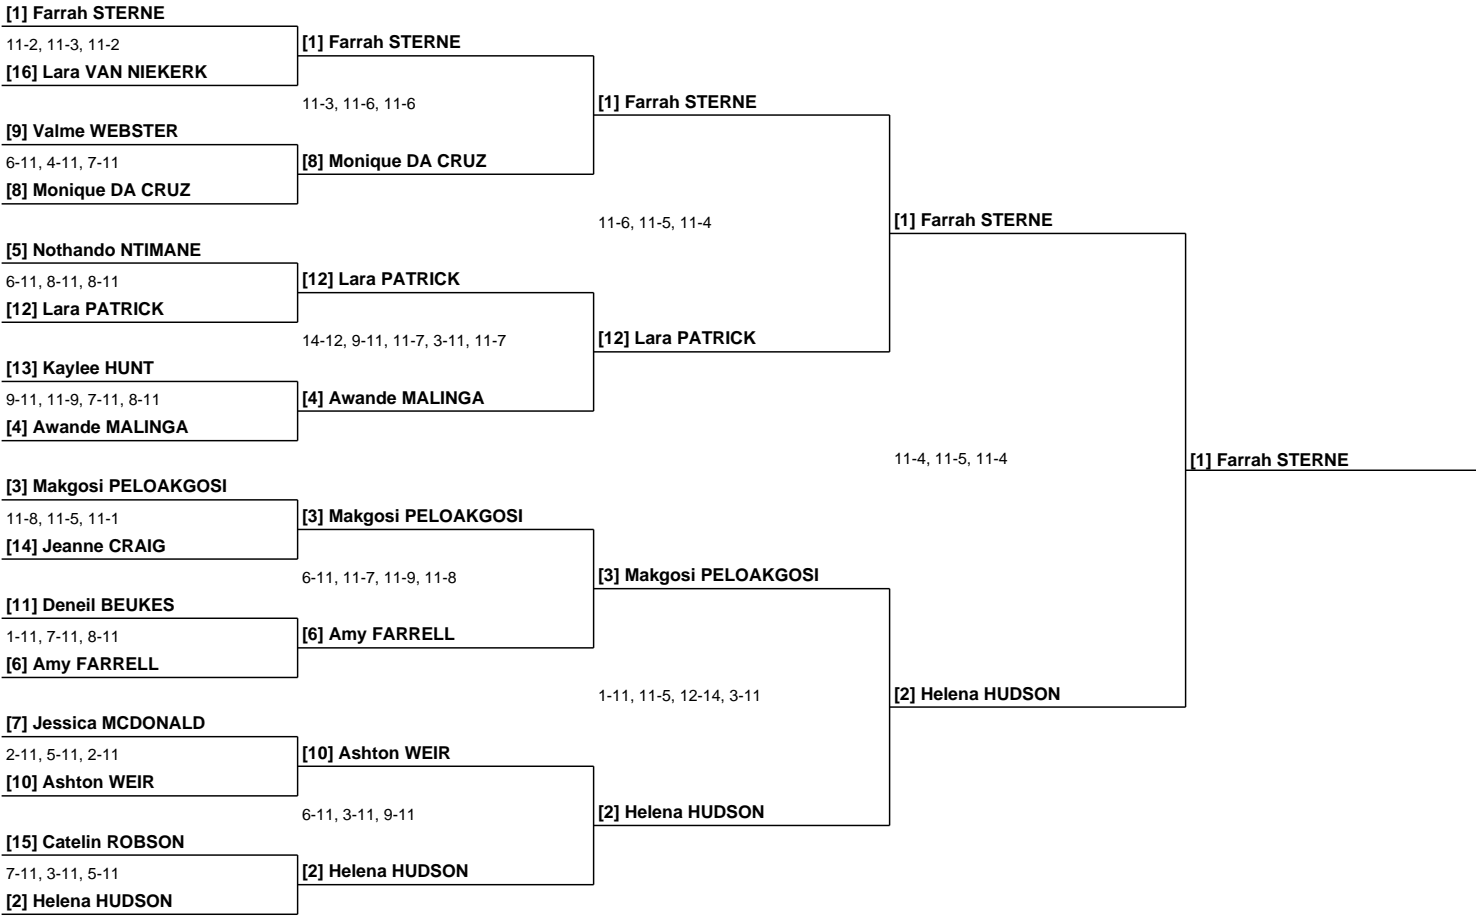 [1] Farrah STERNE
11-2, 11-3, 11-2
[16] Lara VAN NIEKERK
[9] Valme WEBSTER
6-11, 4-11, 7-11
[8] Monique DA CRUZ
[5] Nothando NTIMANE
6-11, 8-11, 8-11
[12] Lara PATRICK
[13] Kaylee HUNT
9-11, 11-9, 7-11, 8-11
[4] Awande MALINGA
[3] Makgosi PELOAKGOSI
11-8, 11-5, 11-1
[14] Jeanne CRAIG
[11] Deneil BEUKES
1-11, 7-11, 8-11
[6] Amy FARRELL
[7] Jessica MCDONALD
2-11, 5-11, 2-11
[10] Ashton WEIR
[15] Catelin ROBSON
7-11, 3-11, 5-11
[2] Helena HUDSON
[1] Farrah STERNE
11-3, 11-6, 11-6
[8] Monique DA CRUZ
[12] Lara PATRICK
14-12, 9-11, 11-7, 3-11, 11-7
[4] Awande MALINGA
[3] Makgosi PELOAKGOSI
6-11, 11-7, 11-9, 11-8
[6] Amy FARRELL
[10] Ashton WEIR
6-11, 3-11, 9-11
[2] Helena HUDSON
[1] Farrah STERNE
11-6, 11-5, 11-4
[12] Lara PATRICK
[3] Makgosi PELOAKGOSI
1-11, 11-5, 12-14, 3-11
[2] Helena HUDSON
[1] Farrah STERNE
11-4, 11-5, 11-4
[2] Helena HUDSON
[1] Farrah STERNE